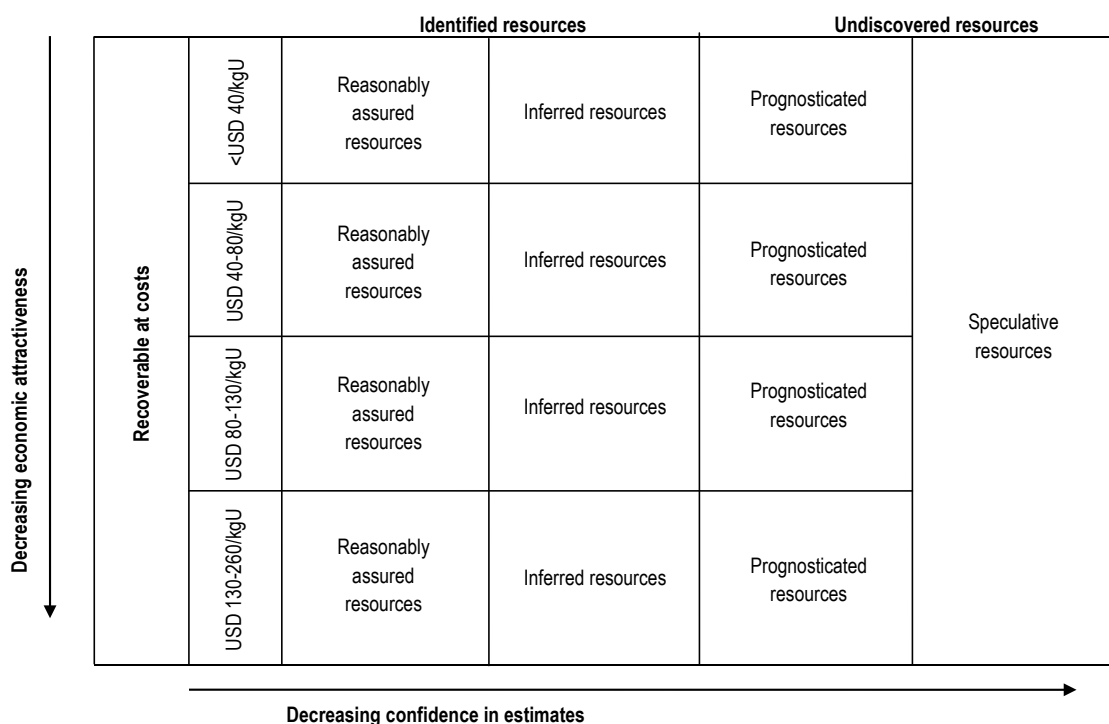 Identified resources
Undiscovered resources
Decreasing economic attractiveness
Recoverable at costs
<USD 40/kgU
Reasonably
assured
resources
Inferred resources
Prognosticated
resources
USD 40-80/kgU
Reasonably
assured
resources
Inferred resources
Prognosticated
resources
Speculative
resources
USD 80-130/kgU
Reasonably
assured
resources
Inferred resources
Prognosticated
resources
USD 130-260/kgU
Reasonably
assured
resources
Inferred resources
Prognosticated
resources
Decreasing confidence in estimates